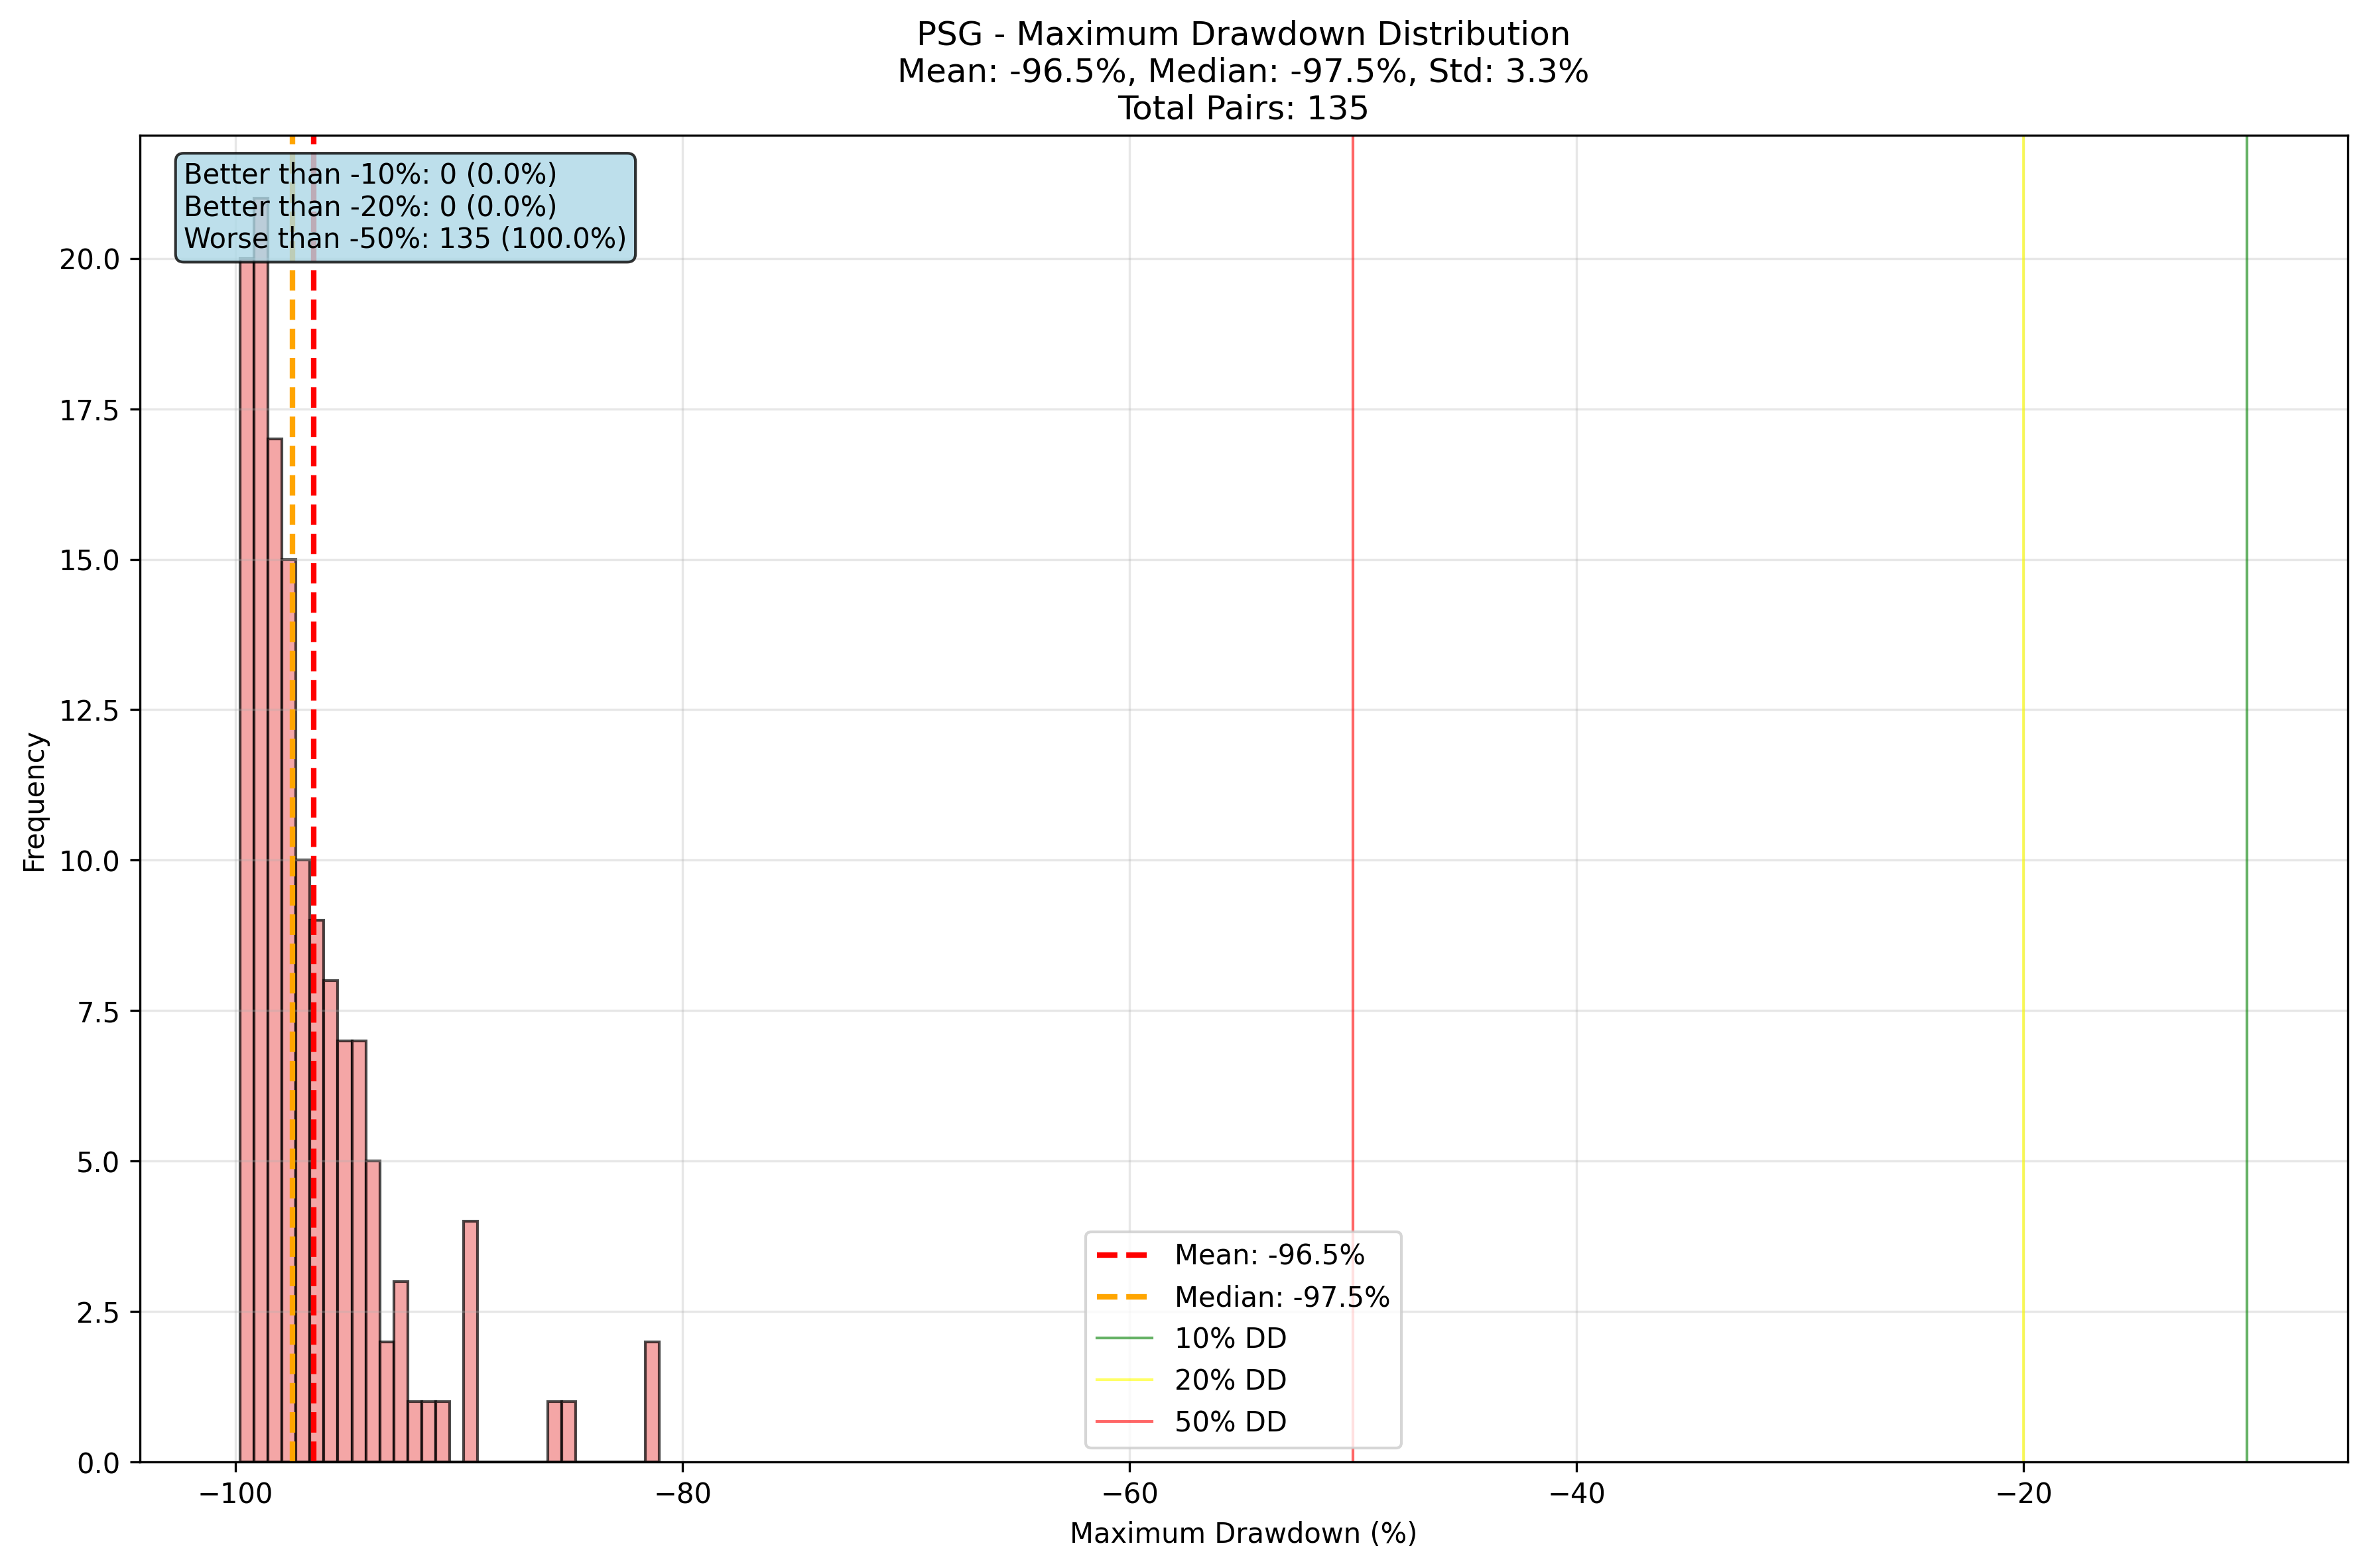 PSG - Maximum Drawdown Distribution
Mean: -96.5%, Median: -97.5%, Std: 3.3%
Total Pairs: 135
Better than -10%: 0 (0.0%)
Better than -20%: 0 (0.0%)
Worse than -50%: 135 (100.0%)
20.0
17.5
15.0
12.5
10.0
7.5
5.0
2.5
0.0
Frequency
Mean: -96.5%
Median: -97.5%
10% DD
20% DD
50% DD
−100
−80
−60
−40
−20
Maximum Drawdown (%)